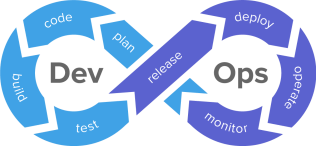 code
plan
Dev
build
test
release
deploy
Ops
operate
monitor